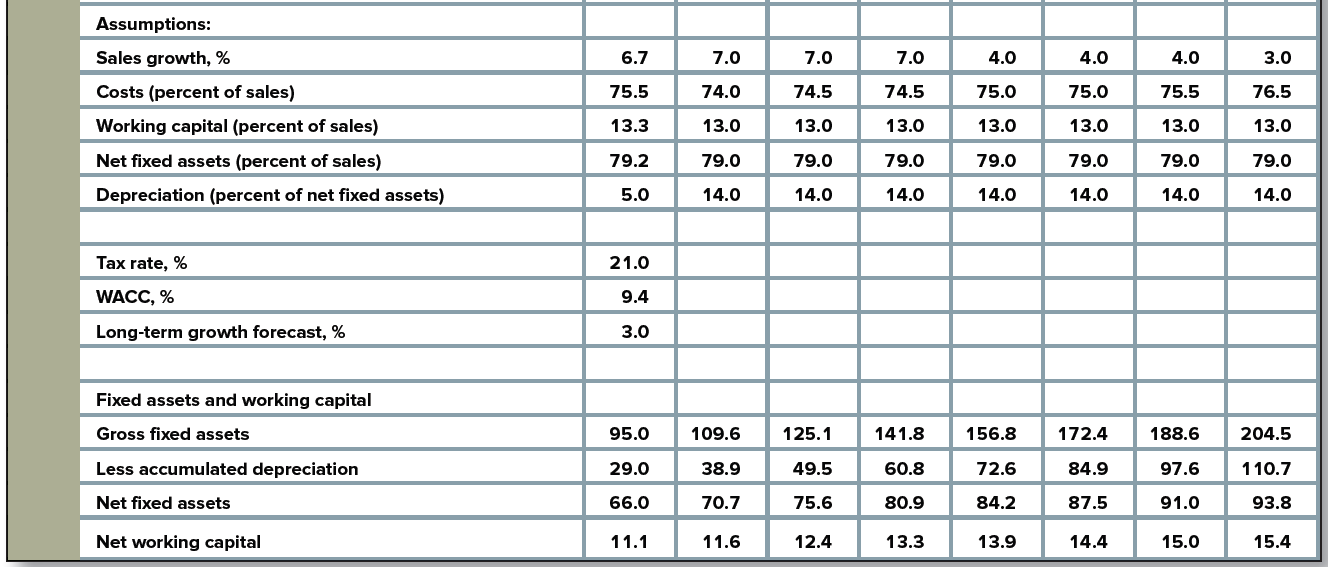 Assumptions:
Sales growth, % 6.7 7.0 7.0 7.0 4.0 4.0 4.0 3.0
Costs (percent of sales) 75.5 74.0 74.5 74.5 75.0 75.0 75.5 76.5
Working capital (percent of sales) 13.3 13.0 13.0 13.0 13.0 13.0 13.0 13.0
Net fixed assets (percent of sales) 79.2 79.0 79.0 79.0 79.0 79.0 79.0 79.0
Depreciation (percent of net fixed assets) 5.0 14.0 14.0 14.0 14.0 14.0 14.0 14.0
Tax rate, % 21.0
WACC, % 9.4
Long-term growth forecast, % 3.0
Fixed assets and working capital
Gross fixed assets 95.0 109.6 125.1 141.8 156.8 172.4 188.6 204.5
Less accumulated depreciation 29.0 38.9 49.5 60.8 72.6 84.9 97.6 110.7
Net fixed assets 66.0 70.7 75.6 80.9 84.2 87.5 91.0 93.8
Net working capital 11.1 11.6 12.4 13.3 13.9 14.4 15.0 15.4